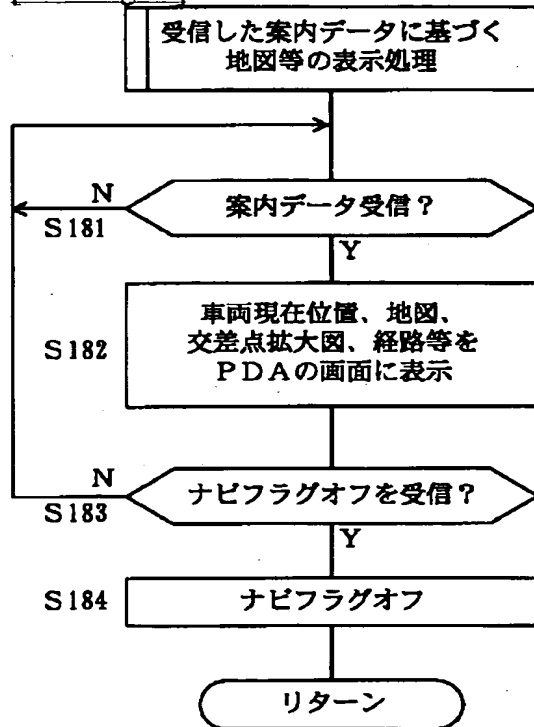 受信した案内データに基づく
地図等の表示処理
N
案内データ受信？
S181
Y
車両現在位置、地図、
交差点拡大図、経路等を
PDAの画面に表示
S182
N
ナビフラグオフを受信？
S183
Y
S184
ナビフラグオフ
リターン